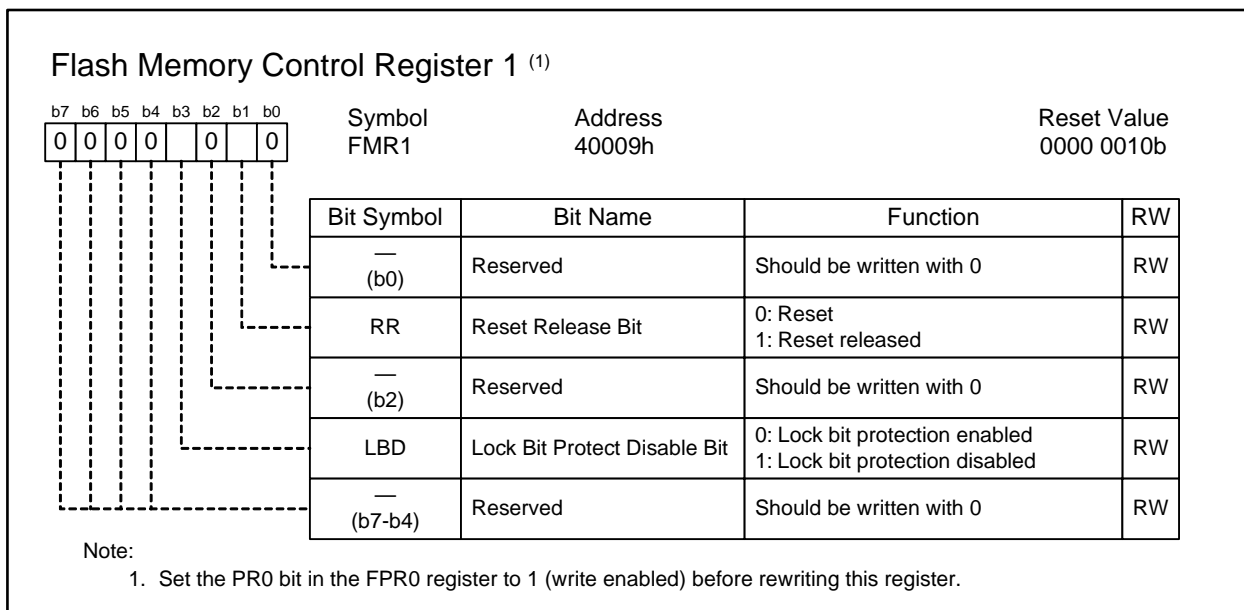 Flash Memory Control Register 1 (1)
b7 b6 b5 b4 b3 b2 b1 b0
0 0 0 0 0 0
Symbol Address Reset Value
FMR1 40009h 0000 0010b
Bit Symbol Bit Name Function RW
—
(b0) Reserved Should be written with 0 RW
RR Reset Release Bit 0: Reset RW
1: Reset released
—
(b2) Reserved Should be written with 0 RW
LBD Lock Bit Protect Disable Bit 0: Lock bit protection enabled RW
1: Lock bit protection disabled
—
(b7-b4) Reserved Should be written with 0 RW
Note:
1. Set the PR0 bit in the FPR0 register to 1 (write enabled) before rewriting this register.